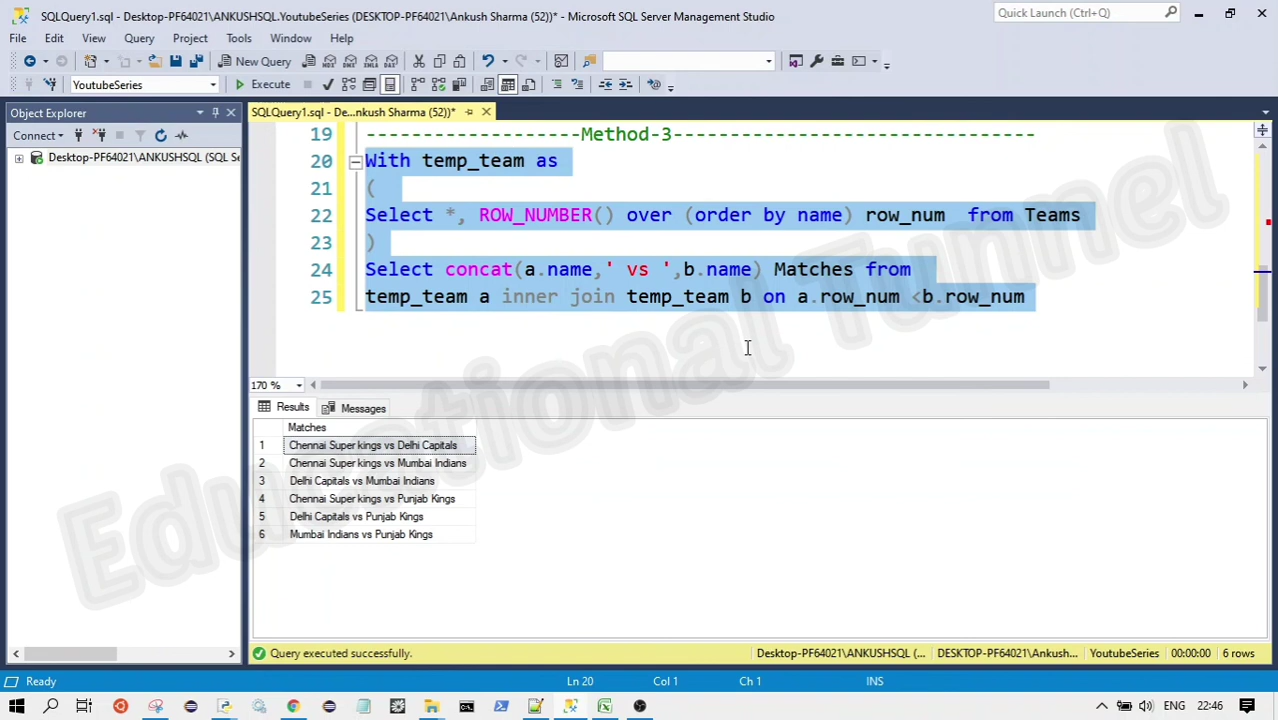 SQLQuery1.sql - Desktop-PF64021\ANKUSHSQL.YoutubeSeries (DESKTOP-PF64021\Ankush Sharma (52))* - Microsoft SQL Server Management Studio
Quick Launch (Ctrl+Q)
File Edit View Query Project Tools Window Help
New Query
YoutubeSeries
Execute
Object Explorer
SQLQuery1.sql - De...nkush Sharma (52))*
Connect
Desktop-PF64021\ANKUSHSQL (SQL Se
19 -------------------Method-3--------------------------------
20 With temp_team as
21 (
22 Select *, ROW_NUMBER() over (order by name) row_num  from Teams
23 )
24 Select concat(a.name,' vs ',b.name) Matches from
25 temp_team a inner join temp_team b on a.row_num <b.row_num
170 %
Results Messages
Matches
1 Chennai Super kings vs Delhi Capitals
2 Chennai Super kings vs Mumbai Indians
3 Delhi Capitals vs Mumbai Indians
4 Chennai Super kings vs Punjab Kings
5 Delhi Capitals vs Punjab Kings
6 Mumbai Indians vs Punjab Kings
Educational Tunnel
Query executed successfully.
Desktop-PF64021\ANKUSHSQL (... DESKTOP-PF64021\Ankush... YoutubeSeries 00:00:00 6 rows
Ready Ln 20 Col 1 Ch 1 INS
ENG 22:46